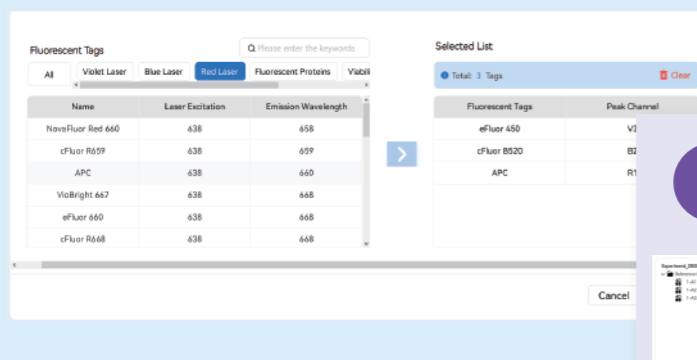 Fluorescent Tags
Please enter the keywords
All Violet Laser Blue Laser Red Laser Fluorescent Proteins
Name Laser Excitation Emission Wavelength
NovaFluor Red 660 638 658
cFluor R659 638 659
APC 638 660
VioBright 667 638 668
eFluor 660 638 668
cFluor R668 638 668
Selected List
Total: 3 Tags Clear
Fluorescent Tags Peak Channel
eFluor 450 V3
cFluor B520 B2
APC R1
Cancel